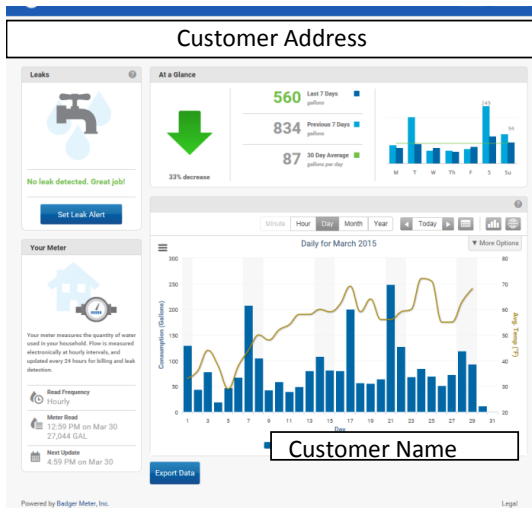 Customer Address
Leaks
At a Glance
No leak detected. Great job!
Set Leak Alert
33% decrease
560 Last 7 Days
gallons
834 Previous 7 Days
gallons
87 30 Day Average
gallons per day
249
M T W Th F S Su
Your Meter
Your meter measures the quantity of water
used in your household. Flow is measured
electronically at hourly intervals, and
updated every 24 hours for billing and leak
detection.
Read Frequency
Hourly
Meter Read
12:59 PM on Mar 30
27,044 GAL
Next Update
4:59 PM on Mar 30
Minute Hour Day Month Year Today
Daily for March 2015
More Options
Consumption (Gallons)
300
250
200
150
100
50
0
Avg. Temp (°F)
80
70
60
50
40
30
20
1 3 5 7 9 11 13 15 17 19 21 23 25 27 29 31
Day
Customer Name
Export Data
Powered by Badger Meter, Inc.
Legal